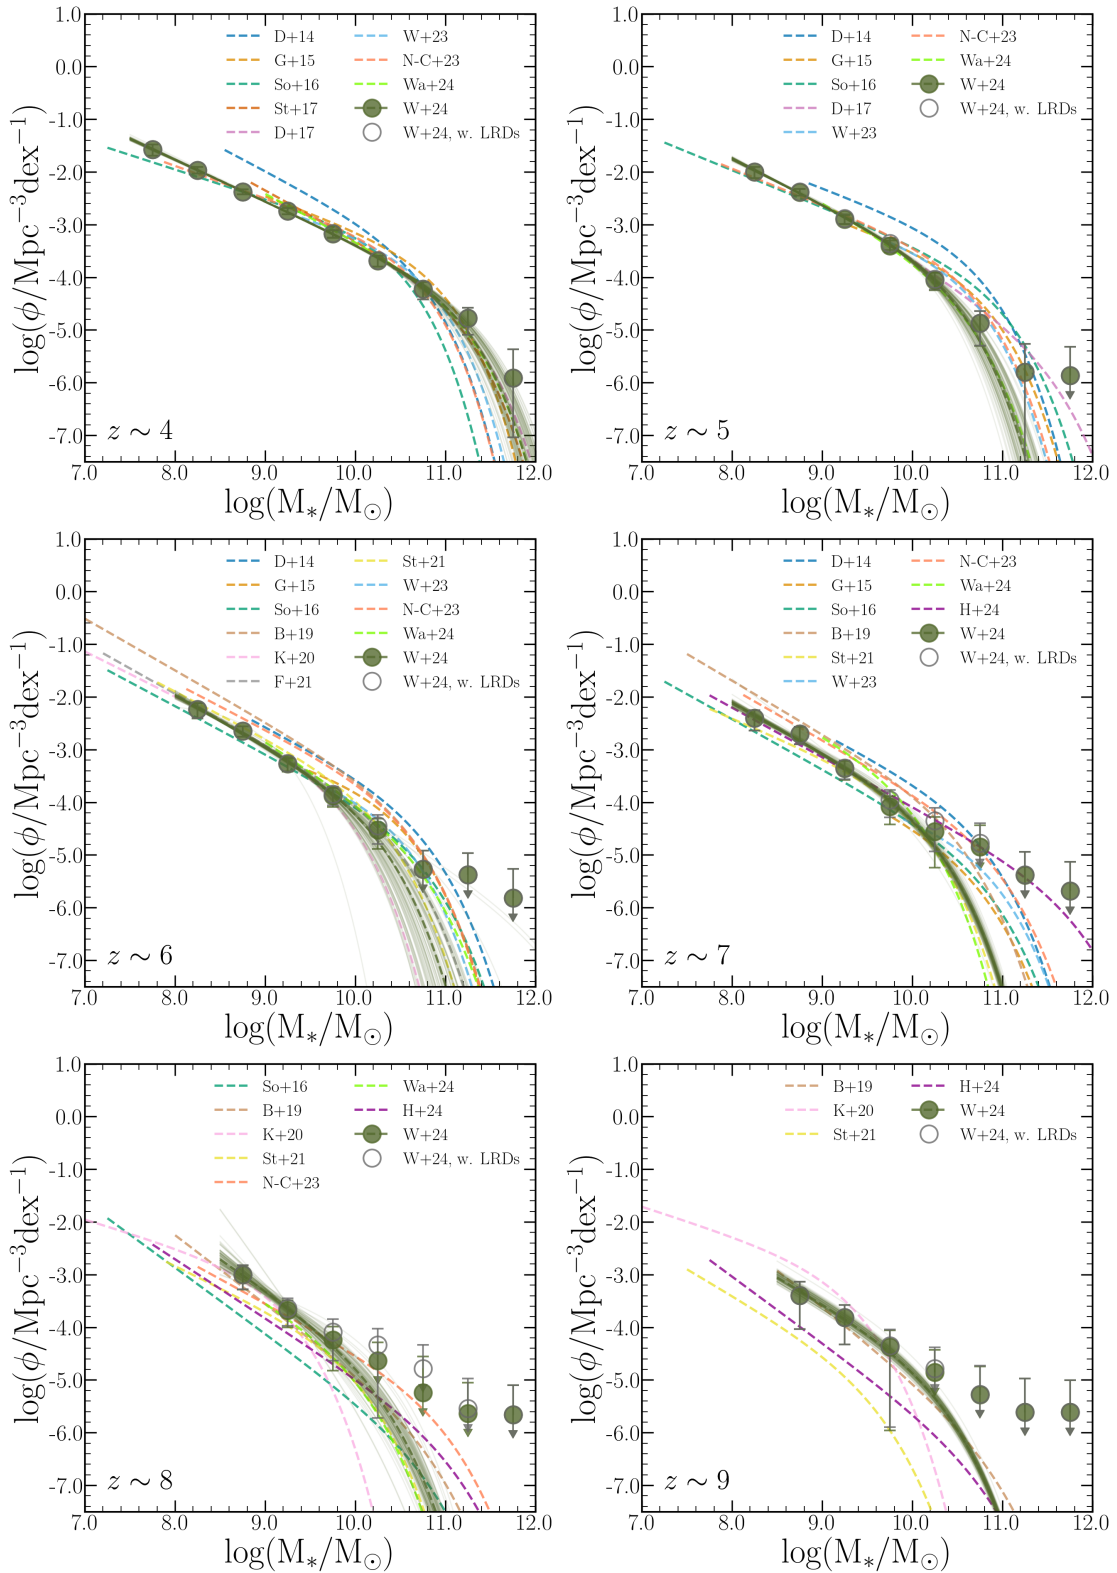 D+14 W+23
G+15 N-C+23
So+16 Wa+24
St+17 W+24
D+17 W+24, w. LRDs
1.0
0.0
-1.0
-2.0
-3.0
-4.0
-5.0
-6.0
-7.0
log(ϕ/Mpc⁻³dex⁻¹)
z ∼ 4
7.0 8.0 9.0 10.0 11.0 12.0
log(M∗/M⊙)
D+14 N-C+23
G+15 Wa+24
So+16 W+24
D+17 W+24, w. LRDs
W+23
1.0
0.0
-1.0
-2.0
-3.0
-4.0
-5.0
-6.0
-7.0
log(ϕ/Mpc⁻³dex⁻¹)
z ∼ 5
7.0 8.0 9.0 10.0 11.0 12.0
log(M∗/M⊙)
D+14 St+21
G+15 W+23
So+16 N-C+23
B+19 Wa+24
K+20 W+24
F+21 W+24, w. LRDs
1.0
0.0
-1.0
-2.0
-3.0
-4.0
-5.0
-6.0
-7.0
log(ϕ/Mpc⁻³dex⁻¹)
z ∼ 6
7.0 8.0 9.0 10.0 11.0 12.0
log(M∗/M⊙)
D+14 N-C+23
G+15 Wa+24
So+16 H+24
B+19 W+24
St+21 W+24, w. LRDs
W+23
1.0
0.0
-1.0
-2.0
-3.0
-4.0
-5.0
-6.0
-7.0
log(ϕ/Mpc⁻³dex⁻¹)
z ∼ 7
7.0 8.0 9.0 10.0 11.0 12.0
log(M∗/M⊙)
So+16 Wa+24
B+19 H+24
K+20 W+24
St+21 W+24, w. LRDs
N-C+23
1.0
0.0
-1.0
-2.0
-3.0
-4.0
-5.0
-6.0
-7.0
log(ϕ/Mpc⁻³dex⁻¹)
z ∼ 8
7.0 8.0 9.0 10.0 11.0 12.0
log(M∗/M⊙)
B+19 H+24
K+20 W+24
St+21 W+24, w. LRDs
1.0
0.0
-1.0
-2.0
-3.0
-4.0
-5.0
-6.0
-7.0
log(ϕ/Mpc⁻³dex⁻¹)
z ∼ 9
7.0 8.0 9.0 10.0 11.0 12.0
log(M∗/M⊙)